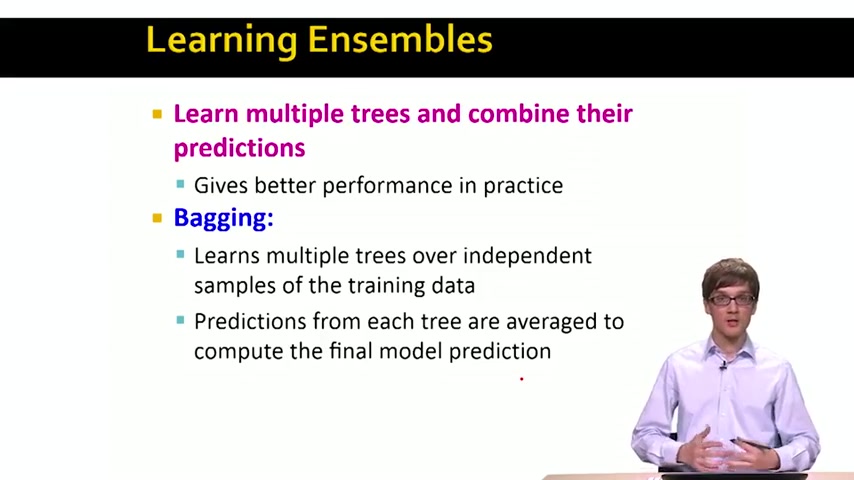 Learning Ensembles
Learn multiple trees and combine their
predictions
Gives better performance in practice
Bagging:
Learns multiple trees over independent
samples of the training data
Predictions from each tree are averaged to
compute the final model prediction